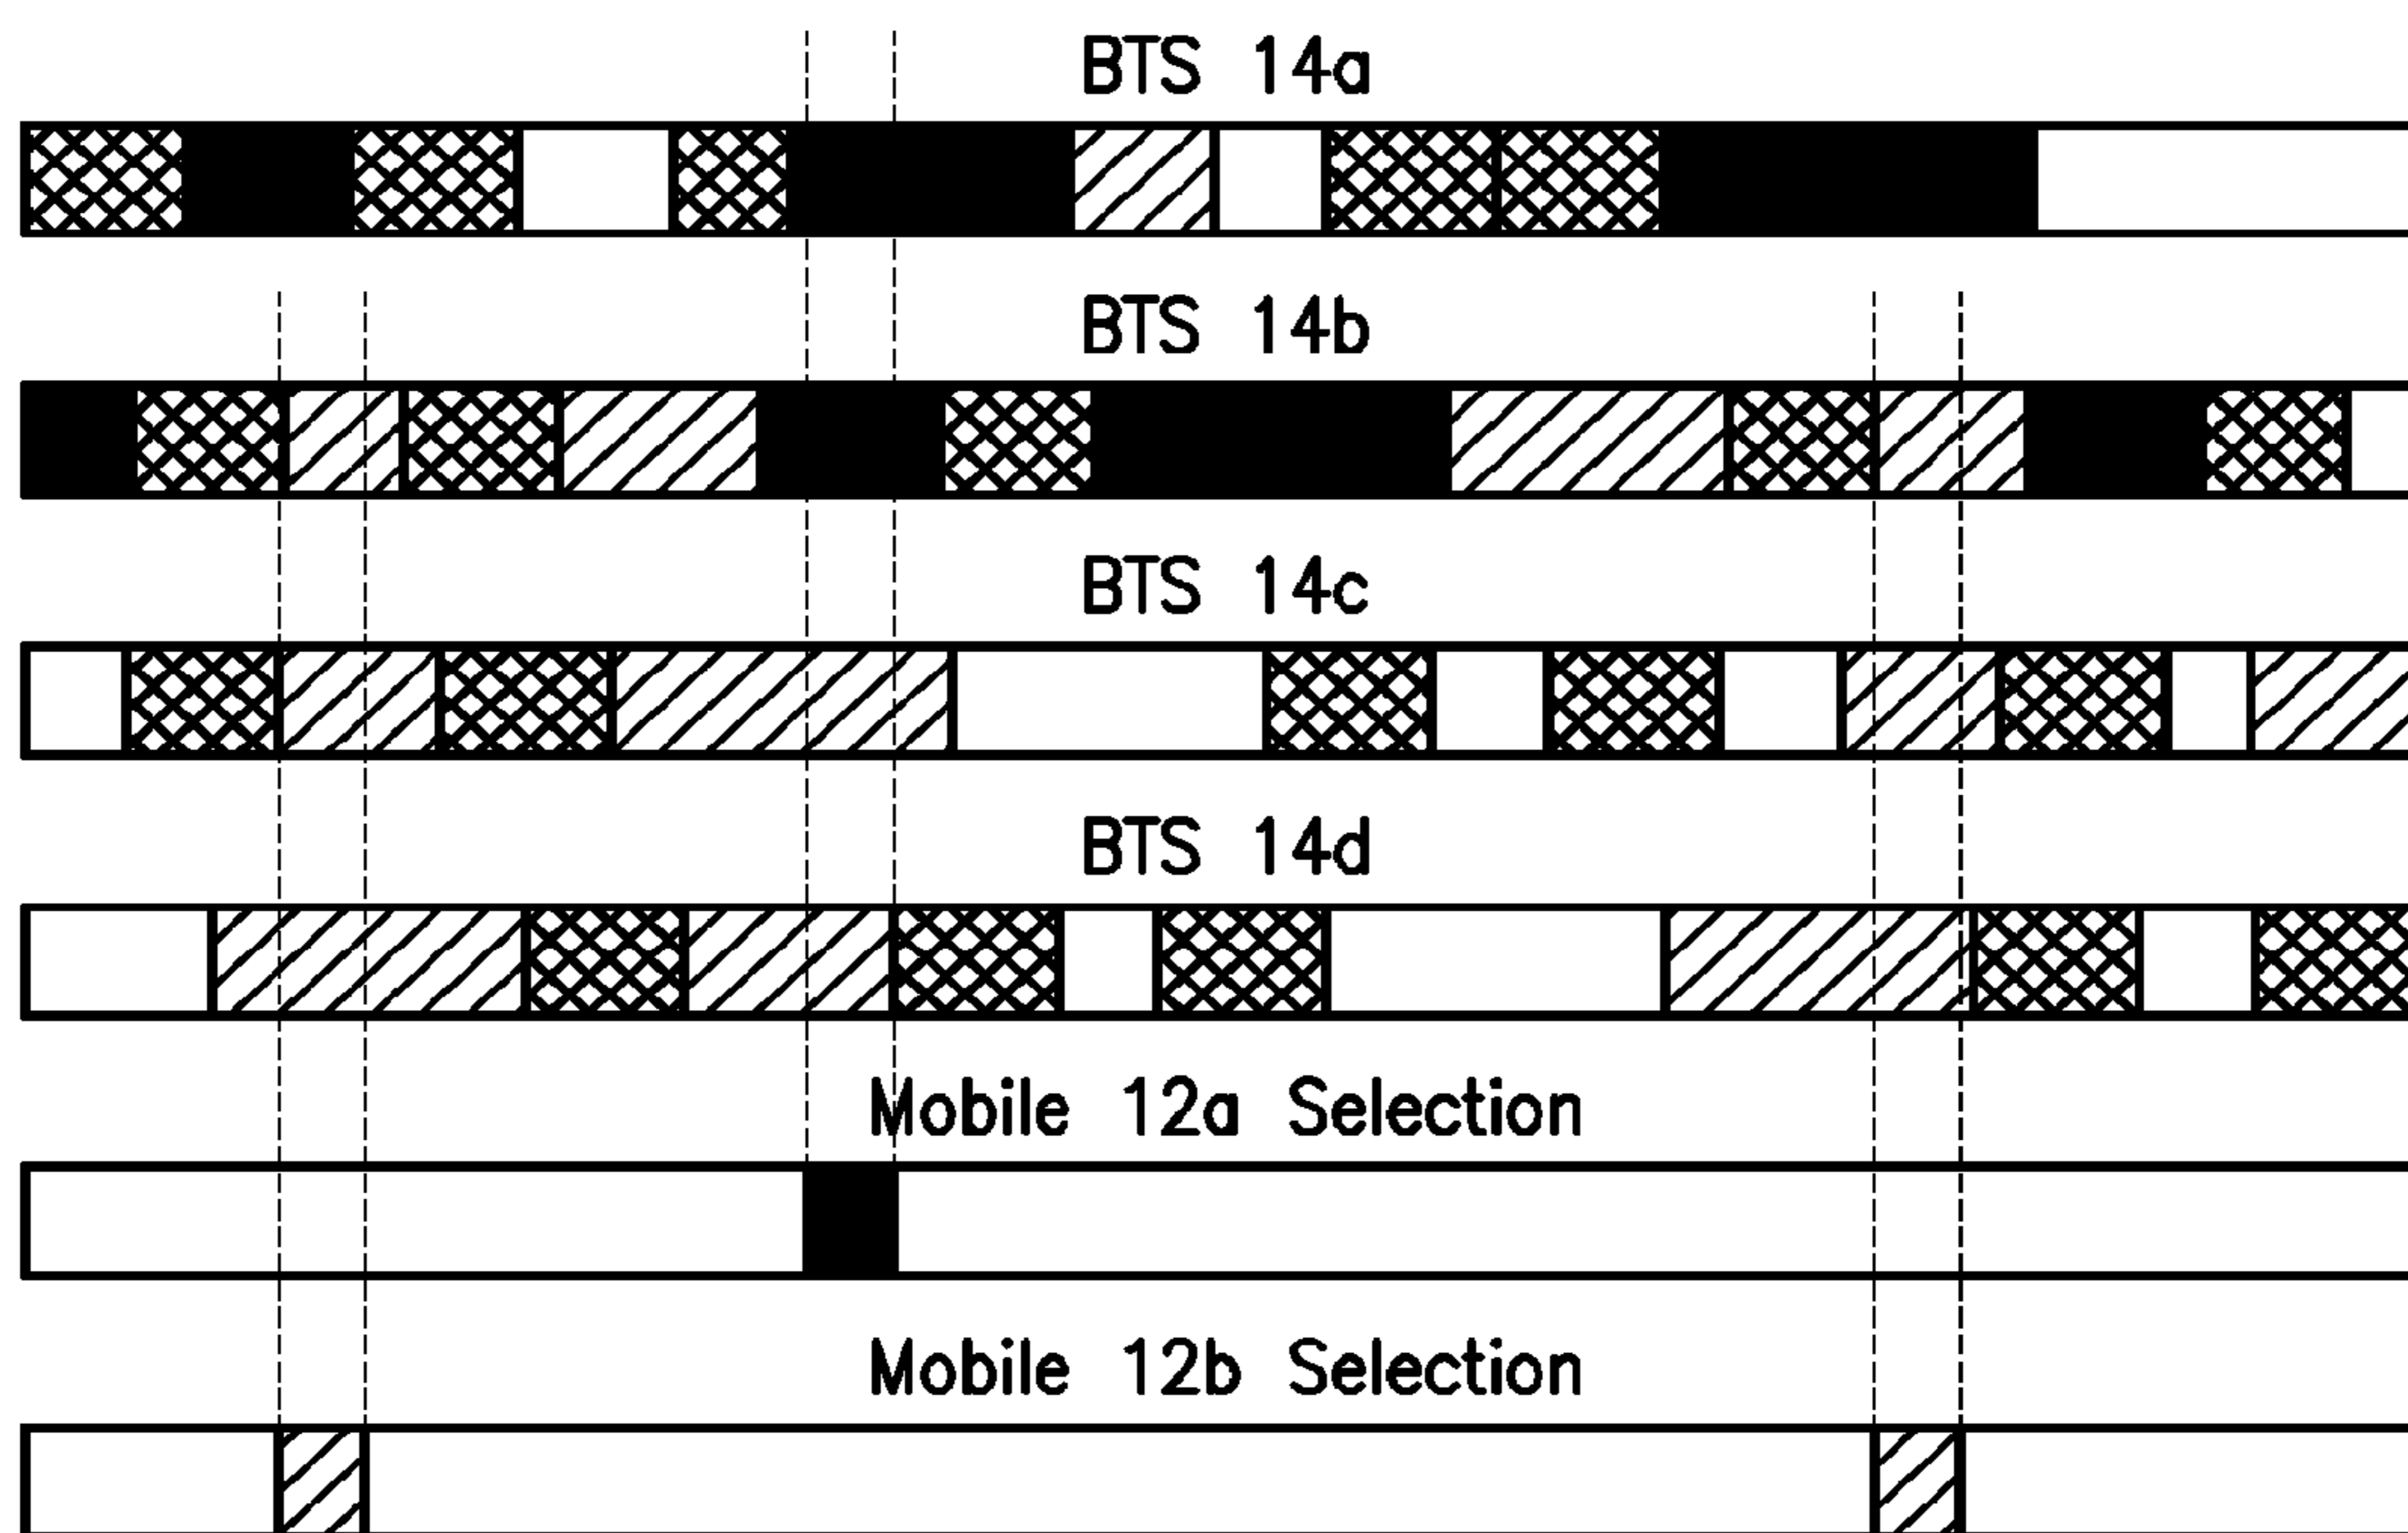 BTS 14a
BTS 14b
BTS 14c
BTS 14d
Mobile 12a Selection
Mobile 12b Selection